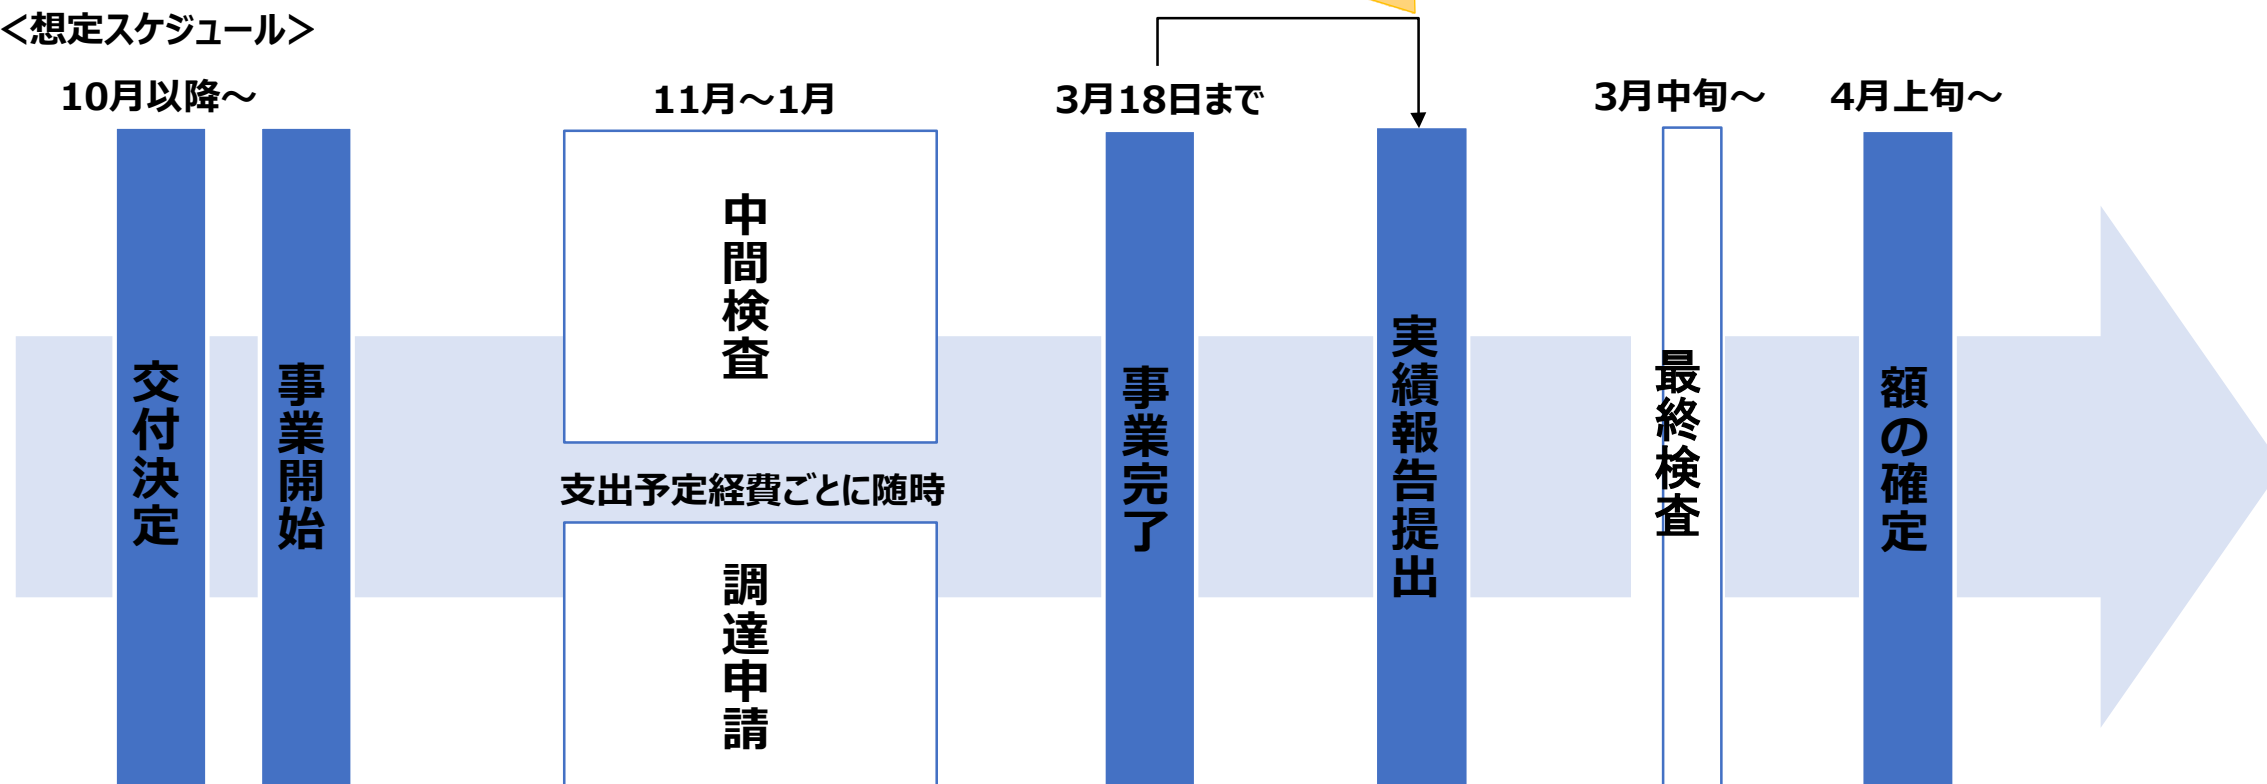 ＜想定スケジュール＞
10月以降～
11月～1月
3月18日まで
3月中旬～
4月上旬～
交付決定
事業開始
中間検査
支出予定経費ごとに随時
調達申請
事業完了
実績報告提出
最終検査
額の確定